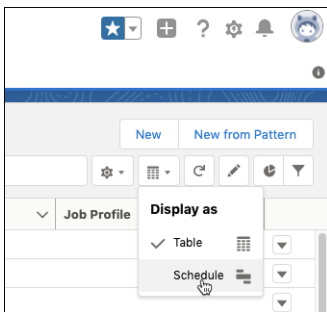 New
New from Pattern
Job Profile
Display as
Table
Schedule